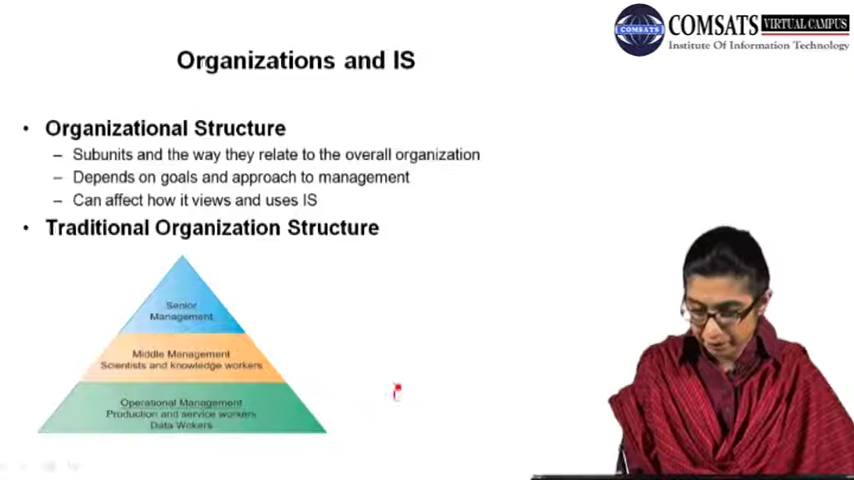 COMSATS VIRTUAL CAMPUS
COMSATS
Institute Of Information Technology
Organizations and IS
• Organizational Structure
– Subunits and the way they relate to the overall organization
– Depends on goals and approach to management
– Can affect how it views and uses IS
• Traditional Organization Structure
Senior
Management
Middle Management
Scientists and knowledge workers
Operational Management
Production and service workers
Data Wokers